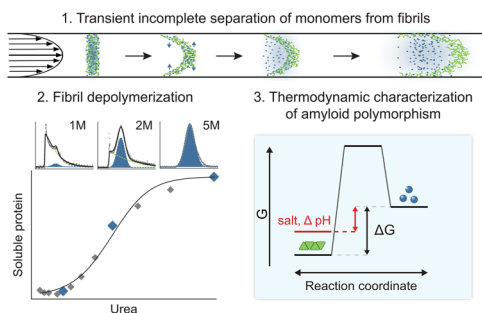 1. Transient incomplete separation of monomers from fibrils
2. Fibril depolymerization
1M
2M
5M
Soluble protein
Urea
3. Thermodynamic characterization
of amyloid polymorphism
G
salt, Δ pH
ΔG
Reaction coordinate